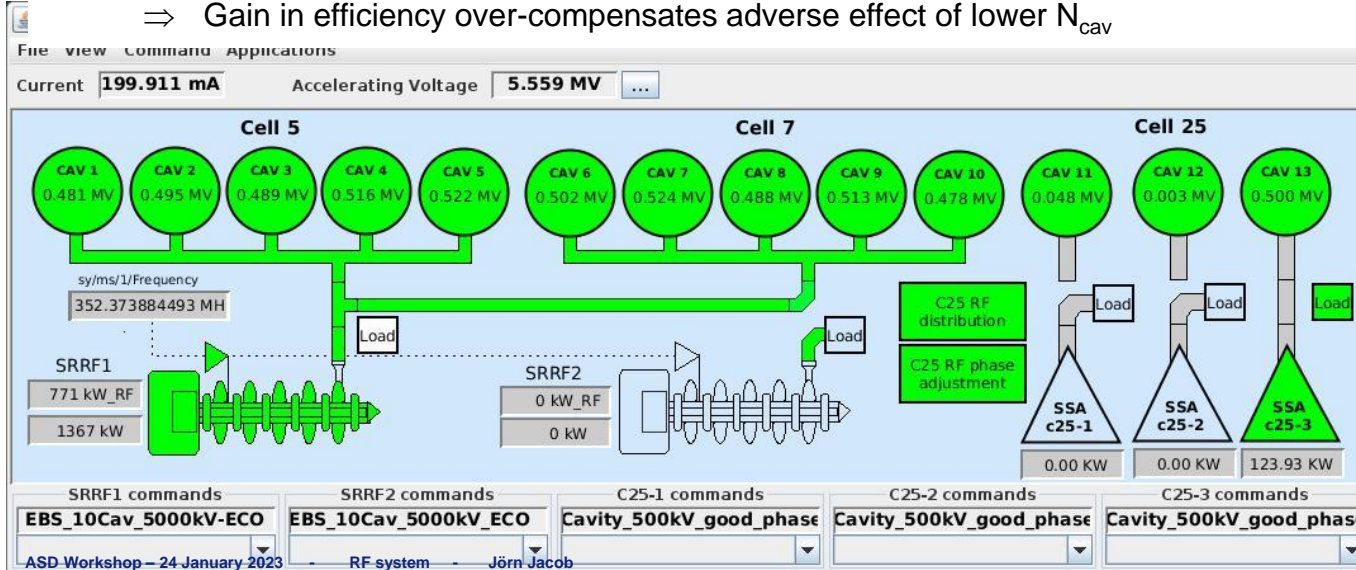 ⇒ Gain in efficiency over-compensates adverse effect of lower Ncav
File View Command Applications
Current 199.911 mA Accelerating Voltage 5.559 MV ...
Cell 5 Cell 7 Cell 25
CAV 1 CAV 2 CAV 3 CAV 4 CAV 5 CAV 6 CAV 7 CAV 8 CAV 9 CAV 10 CAV 11 CAV 12 CAV 13
0.481 MV 0.495 MV 0.489 MV 0.516 MV 0.522 MV 0.502 MV 0.524 MV 0.488 MV 0.513 MV 0.478 MV 0.048 MV 0.003 MV 0.500 MV
sy/ms/1/Frequency
352.373884493 MH
Load Load Load Load Load
C25 RF
distribution
C25 RF phase
adjustment
SRRF1
771 kW_RF
1367 kW
SRRF2
0 kW_RF
0 kW
SSA
c25-1
SSA
c25-2
SSA
c25-3
0.00 KW 0.00 KW 123.93 KW
SRRF1 commands SRRF2 commands C25-1 commands C25-2 commands C25-3 commands
EBS_10Cav_5000kV-ECO EBS_10Cav_5000kV_ECO Cavity_500kV_good_phase Cavity_500kV_good_phase Cavity_500kV_good_phas
ASD Workshop – 24 January 2023 - RF system - Jörn Jacob